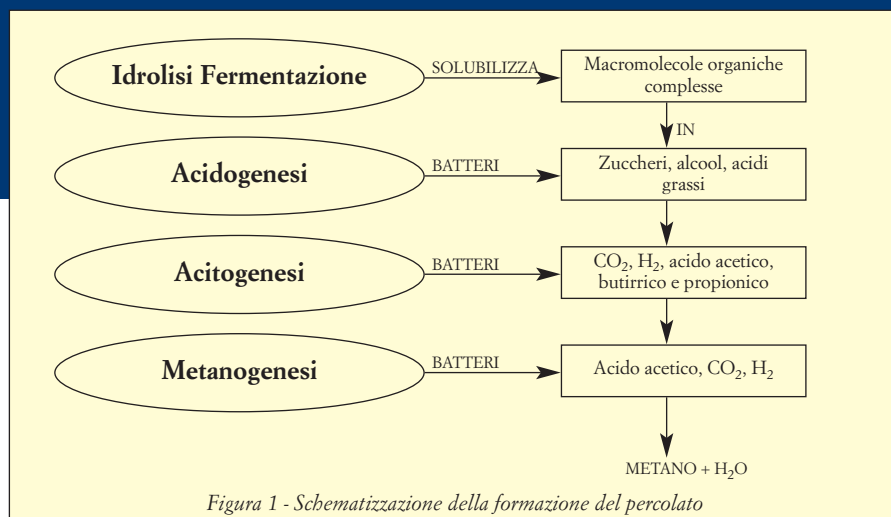 Idrolisi Fermentazione
SOLUBILIZZA
Macromolecole organiche
complesse
IN
Acidogenesi
BATTERI
Zuccheri, alcool, acidi
grassi
Acitogenesi
BATTERI
CO₂, H₂, acido acetico,
butirrico e propionico
Metanogenesi
BATTERI
Acido acetico, CO₂, H₂
METANO + H₂O
Figura 1 - Schematizzazione della formazione del percolato